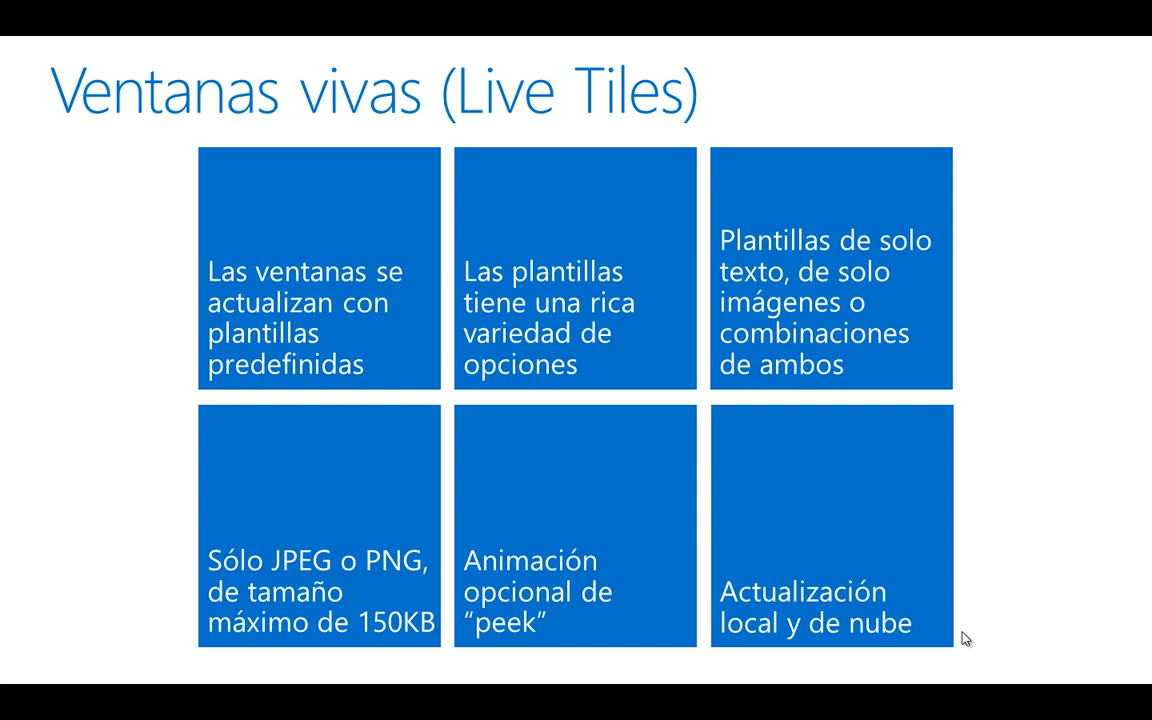 Ventanas vivas (Live Tiles)
Las ventanas se
actualizan con
plantillas
predefinidas
Las plantillas
tiene una rica
variedad de
opciones
Plantillas de solo
texto, de solo
imágenes o
combinaciones
de ambos
Sólo JPEG o PNG,
de tamaño
máximo de 150KB
Animación
opcional de
“peek”
Actualización
local y de nube